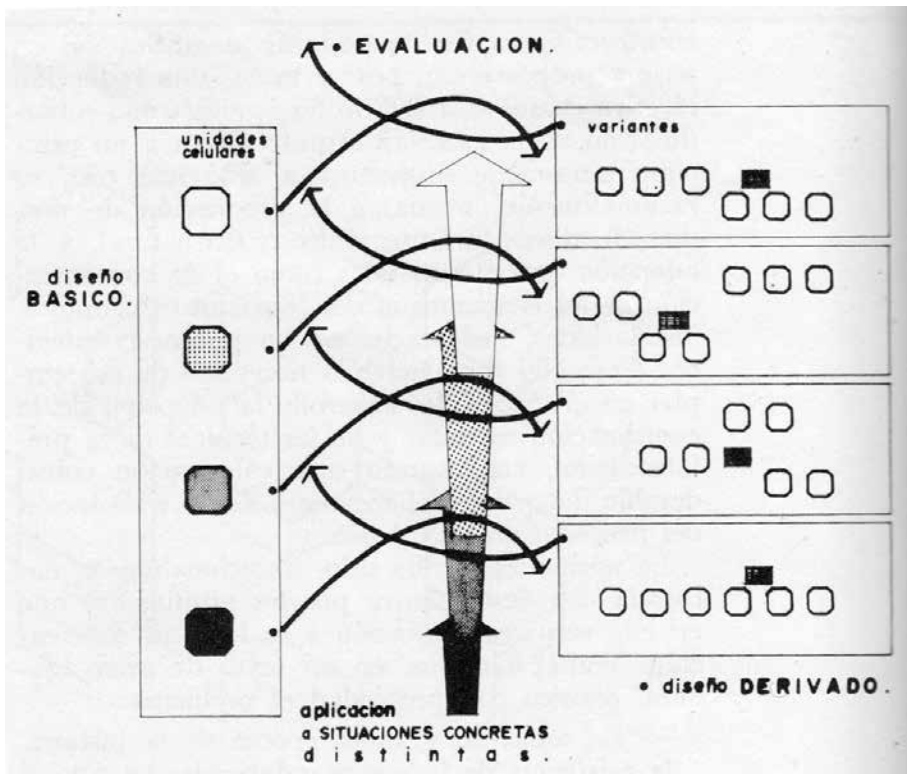 • EVALUACION.
unidades
celulares
variantes
diseño
BASICO.
• diseño DERIVADO.
aplicacion
a SITUACIONES CONCRETAS
distintas.